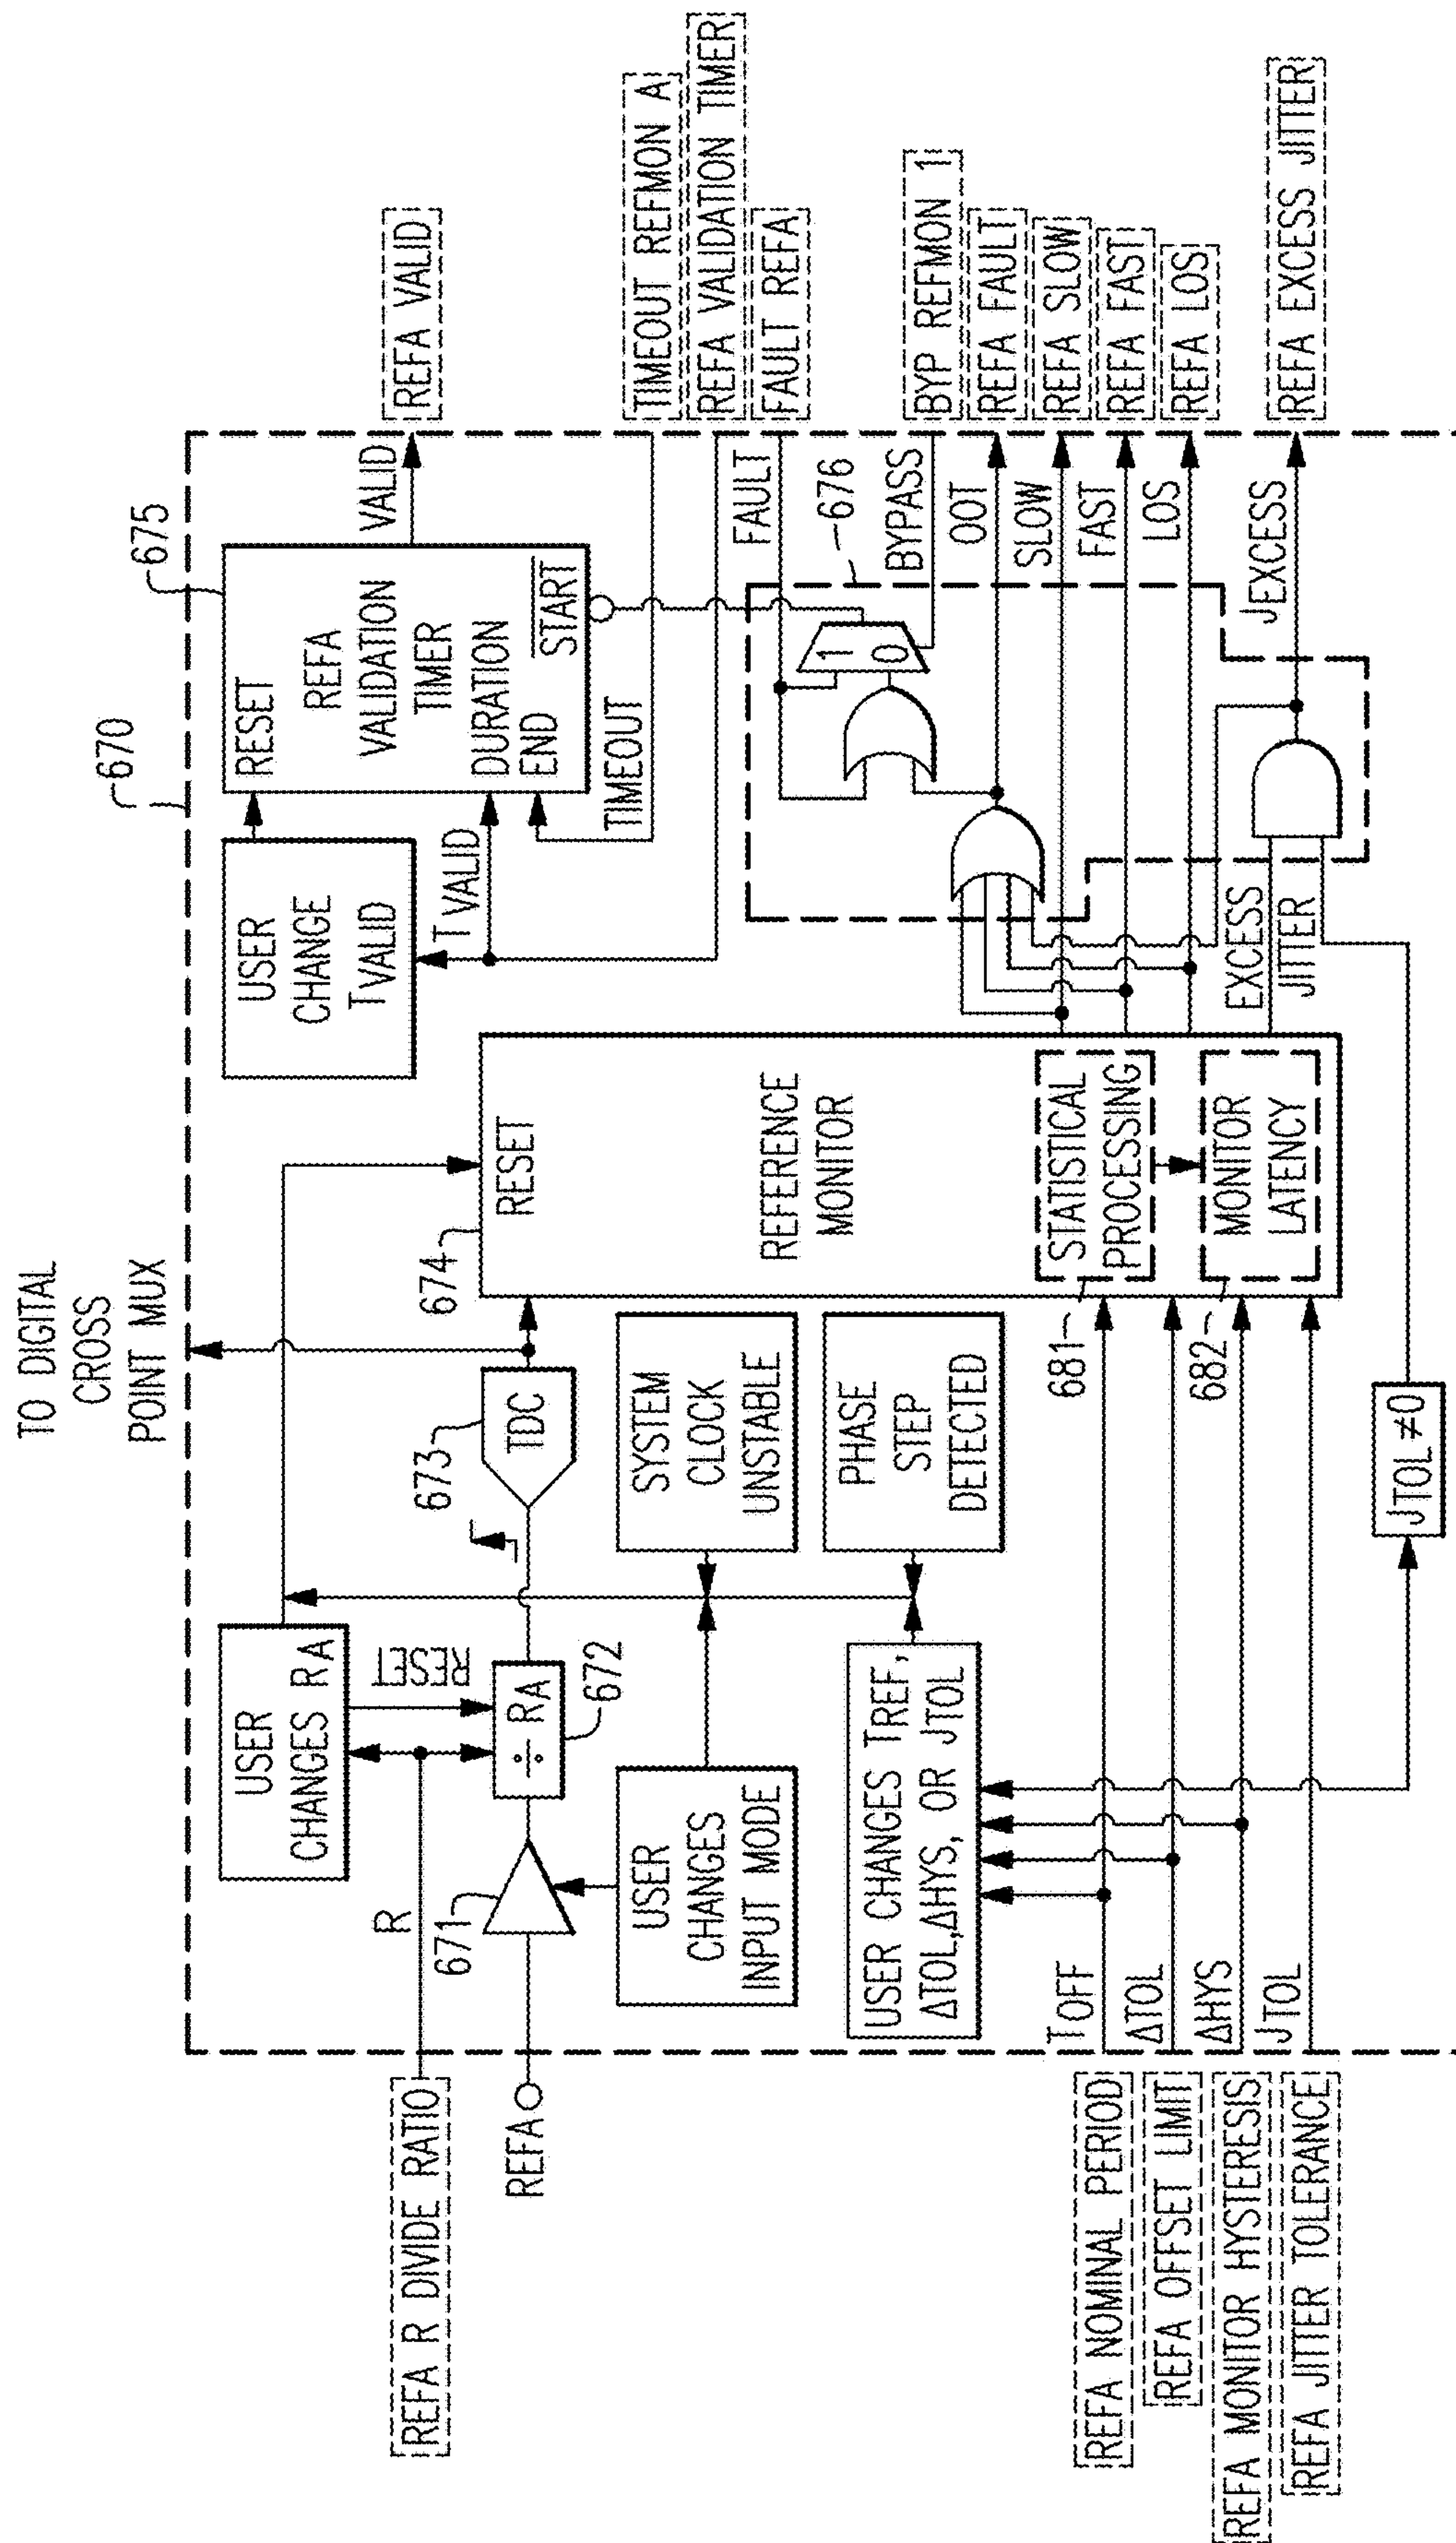 TO DIGITAL
CROSS
POINT MUX
670
REFA R DIVIDE RATIO
R
REFA
671
USER
CHANGES RA
RESET
÷ RA
672
673
TDC
674
USER
CHANGES
INPUT MODE
SYSTEM
CLOCK
UNSTABLE
PHASE
STEP
DETECTED
USER CHANGES TREF,
ΔTOL,ΔHYS, OR JTOL
REFA NOMINAL PERIOD
TOFF
REFA OFFSET LIMIT
ΔTOL
REFA MONITOR HYSTERESIS
ΔHYS
REFA JITTER TOLERANCE
JTOL
JTOL ≠0
RESET
REFERENCE
MONITOR
681
STATISTICAL
PROCESSING
682
MONITOR
LATENCY
USER
CHANGE
TVALID
TVALID
675
RESET
REFA
VALIDATION
TIMER
DURATION
END
START
TIMEOUT
VALID
REFA VALID
TIMEOUT REFMON A
REFA VALIDATION TIMER
FAULT
FAULT REFA
676
1
0
BYPASS
BYP REFMON 1
OOT
REFA FAULT
SLOW
REFA SLOW
FAST
REFA FAST
LOS
REFA LOS
EXCESS
JITTER
JEXCESS
REFA EXCESS JITTER